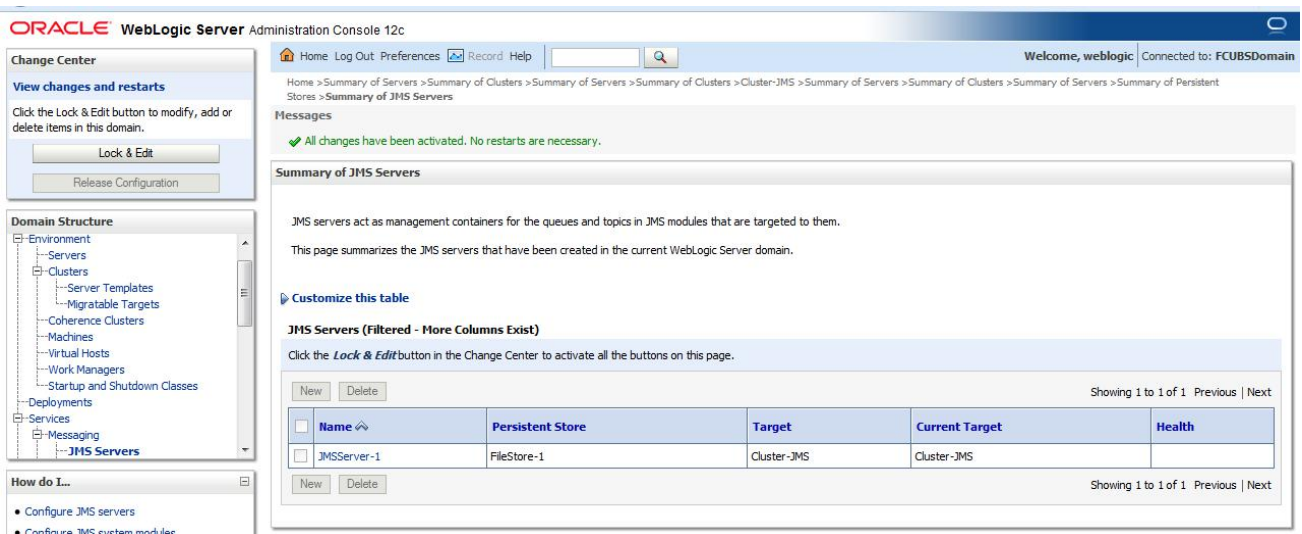 ORACLE WebLogic Server Administration Console 12c
Change Center
View changes and restarts
Click the Lock & Edit button to modify, add or
delete items in this domain.
Lock & Edit
Release Configuration
Domain Structure
Environment
Servers
Clusters
Server Templates
Migratable Targets
Coherence Clusters
Machines
Virtual Hosts
Work Managers
Startup and Shutdown Classes
Deployments
Services
Messaging
JMS Servers
How do I...
Configure JMS servers
Configure JMS system modules
Home Log Out Preferences Record Help
Welcome, weblogic Connected to: FCUBSDomain
Home >Summary of Servers >Summary of Clusters >Summary of Servers >Summary of Clusters >Cluster-JMS >Summary of Servers >Summary of Clusters >Summary of Servers >Summary of Persistent
Stores >Summary of JMS Servers
Messages
All changes have been activated. No restarts are necessary.
Summary of JMS Servers
JMS servers act as management containers for the queues and topics in JMS modules that are targeted to them.
This page summarizes the JMS servers that have been created in the current WebLogic Server domain.
Customize this table
JMS Servers (Filtered - More Columns Exist)
Click the Lock & Edit button in the Change Center to activate all the buttons on this page.
New Delete Showing 1 to 1 of 1 Previous | Next
Name Persistent Store Target Current Target Health
JMSServer-1 FileStore-1 Cluster-JMS Cluster-JMS
New Delete Showing 1 to 1 of 1 Previous | Next